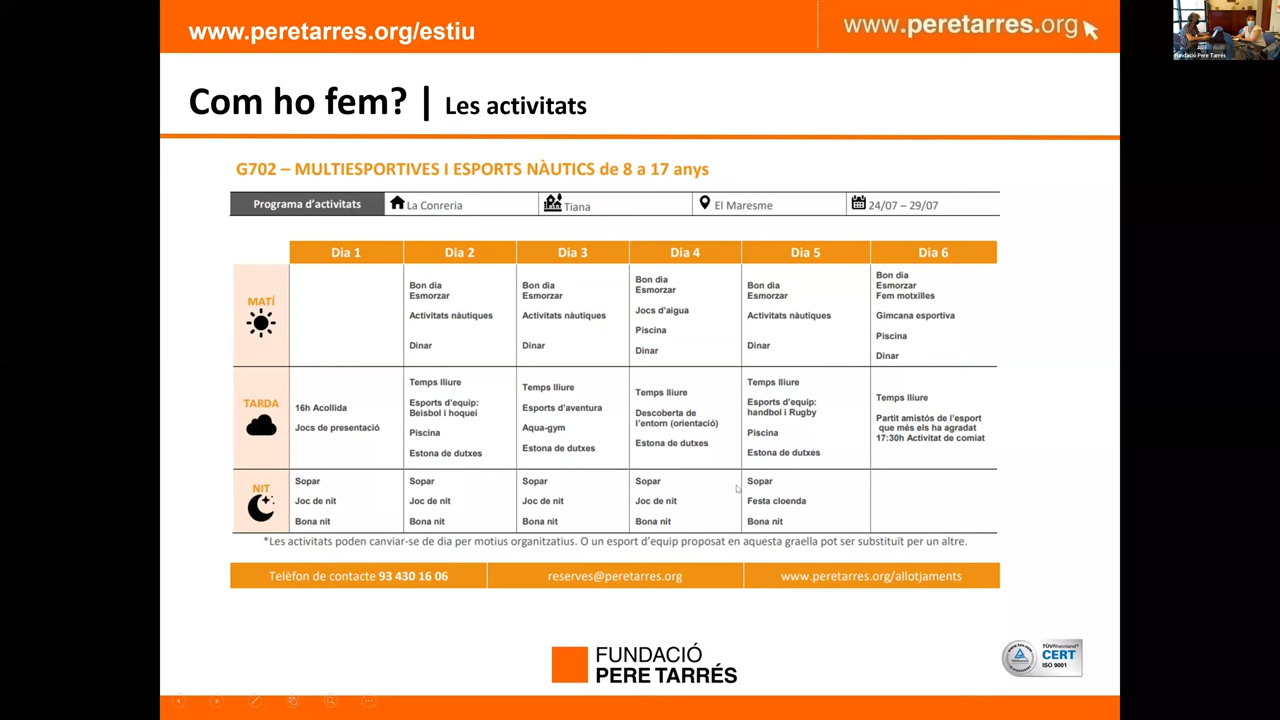 www.peretarres.org/estiu
www.peretarres.org
Fundació Pere Tarrés
Com ho fem? | Les activitats
G702 – MULTIESPORTIVES I ESPORTS NÀUTICS de 8 a 17 anys
Programa d'activitats La Conreria Tiana El Maresme 24/07 – 29/07
Dia 1 Dia 2 Dia 3 Dia 4 Dia 5 Dia 6
MATÍ
Bon dia
Esmorzar
Activitats nàutiques
Dinar
Bon dia
Esmorzar
Activitats nàutiques
Dinar
Bon dia
Esmorzar
Jocs d'aigua
Piscina
Dinar
Bon dia
Esmorzar
Activitats nàutiques
Dinar
Bon dia
Esmorzar
Fem motxilles
Gimcana esportiva
Piscina
Dinar
TARDA
16h Acollida
Jocs de presentació
Temps lliure
Esports d'equip:
Beisbol i hoquei
Piscina
Estona de dutxes
Temps lliure
Esports d'aventura
Aqua-gym
Estona de dutxes
Temps lliure
Descoberta de
l'entorn (orientació)
Estona de dutxes
Temps lliure
Esports d'equip:
handbol i Rugby
Piscina
Estona de dutxes
Temps lliure
Partit amistós de l'esport
que més els ha agradat
17:30h Activitat de comiat
NIT
Sopar
Joc de nit
Bona nit
Sopar
Joc de nit
Bona nit
Sopar
Joc de nit
Bona nit
Sopar
Joc de nit
Bona nit
Sopar
Festa cloenda
Bona nit
*Les activitats poden canviar-se de dia per motius organitzatius. O un esport d'equip proposat en aquesta graella pot ser substituït per un altre.
Telèfon de contacte 93 430 16 06 reserves@peretarres.org www.peretarres.org/allotjaments
FUNDACIÓ
PERE TARRÉS
TÜVRheinland
CERT
ISO 9001